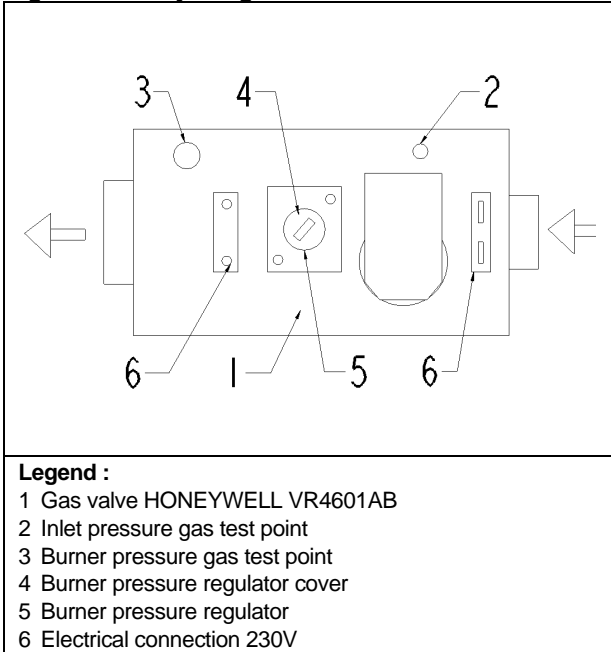 3
4
2
6
1
5
6
Legend :
1 Gas valve HONEYWELL VR4601AB
2 Inlet pressure gas test point
3 Burner pressure gas test point
4 Burner pressure regulator cover
5 Burner pressure regulator
6 Electrical connection 230V